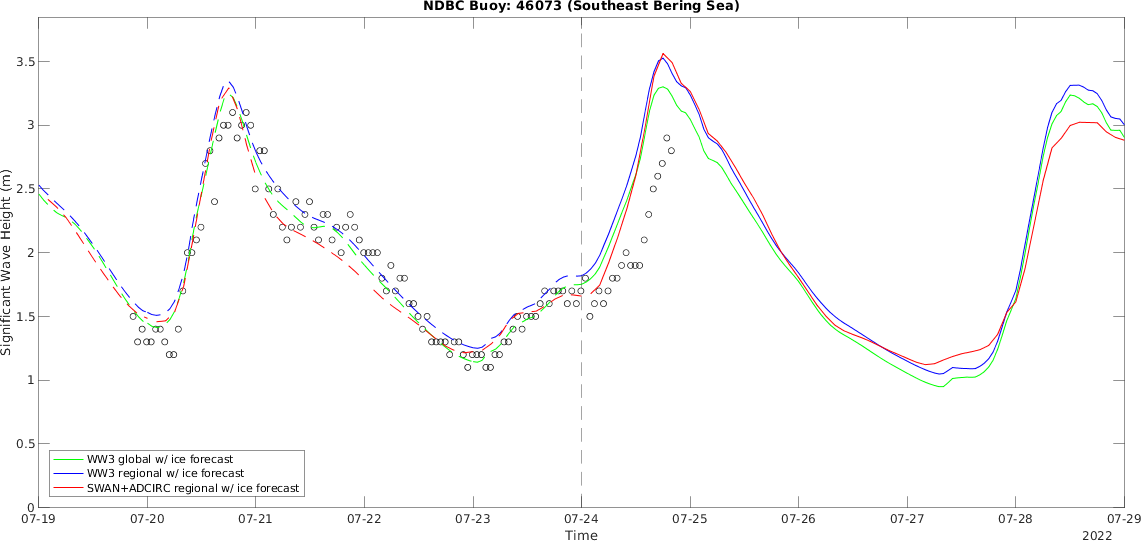 NDBC Buoy: 46073 (Southeast Bering Sea)
3.5
3
2.5
2
1.5
1
0.5
0
Significant Wave Height (m)
WW3 global w/ ice forecast
WW3 regional w/ ice forecast
SWAN+ADCIRC regional w/ ice forecast
07-19 07-20 07-21 07-22 07-23 07-24 07-25 07-26 07-27 07-28 07-29
Time
2022